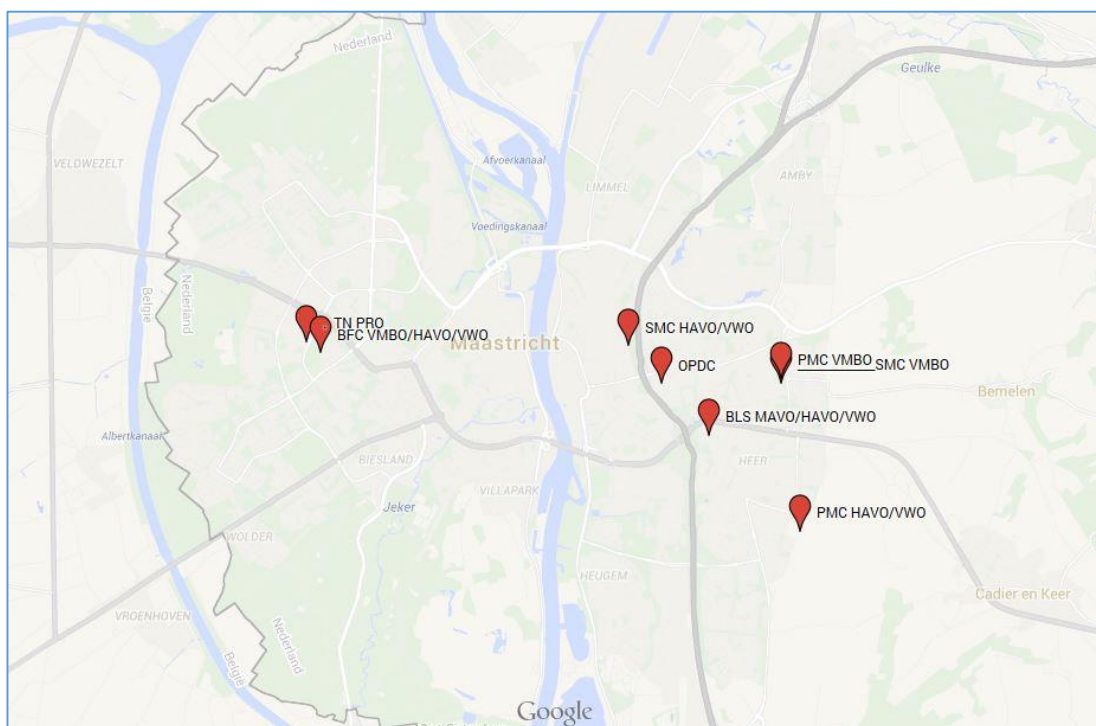 Nederland
Geulke
VELDWEZELT
Afvoerkanaal
LIMMEL
AMBY
Voedingskanaal
België
Nederland
TN PRO
BFC VMBO/HAVO/VWO
Maastricht
SMC HAVO/VWO
OPDC
PMC VMBO
SMC VMBO
Bemelen
BLS MAVO/HAVO/VWO
Albertkanaal
BIESLAND
HEER
VILLAPARK
Jeker
PMC HAVO/VWO
WOLDER
HEUGEM
Cadier en Keer
VROENHOVEN
Nederland
België
Google